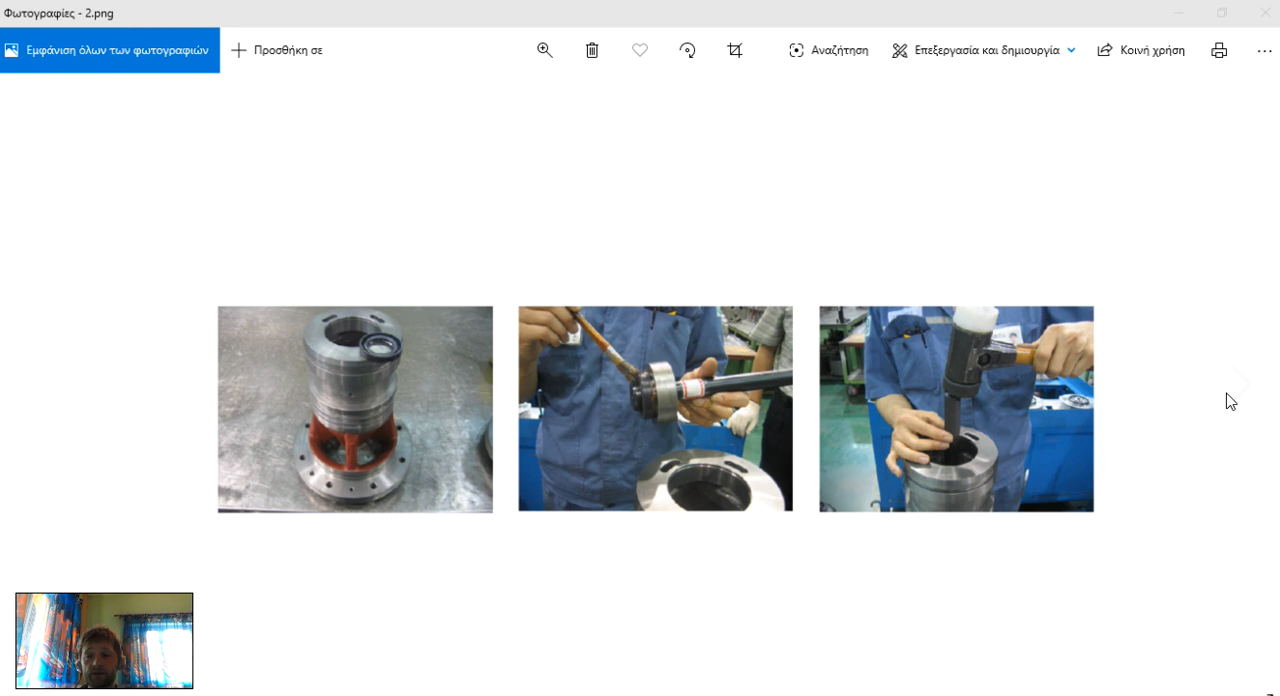 Φωτογραφίες - 2.png
Εμφάνιση όλων των φωτογραφιών
Προσθήκη σε
Αναζήτηση
Επεξεργασία και δημιουργία
Κοινή χρήση